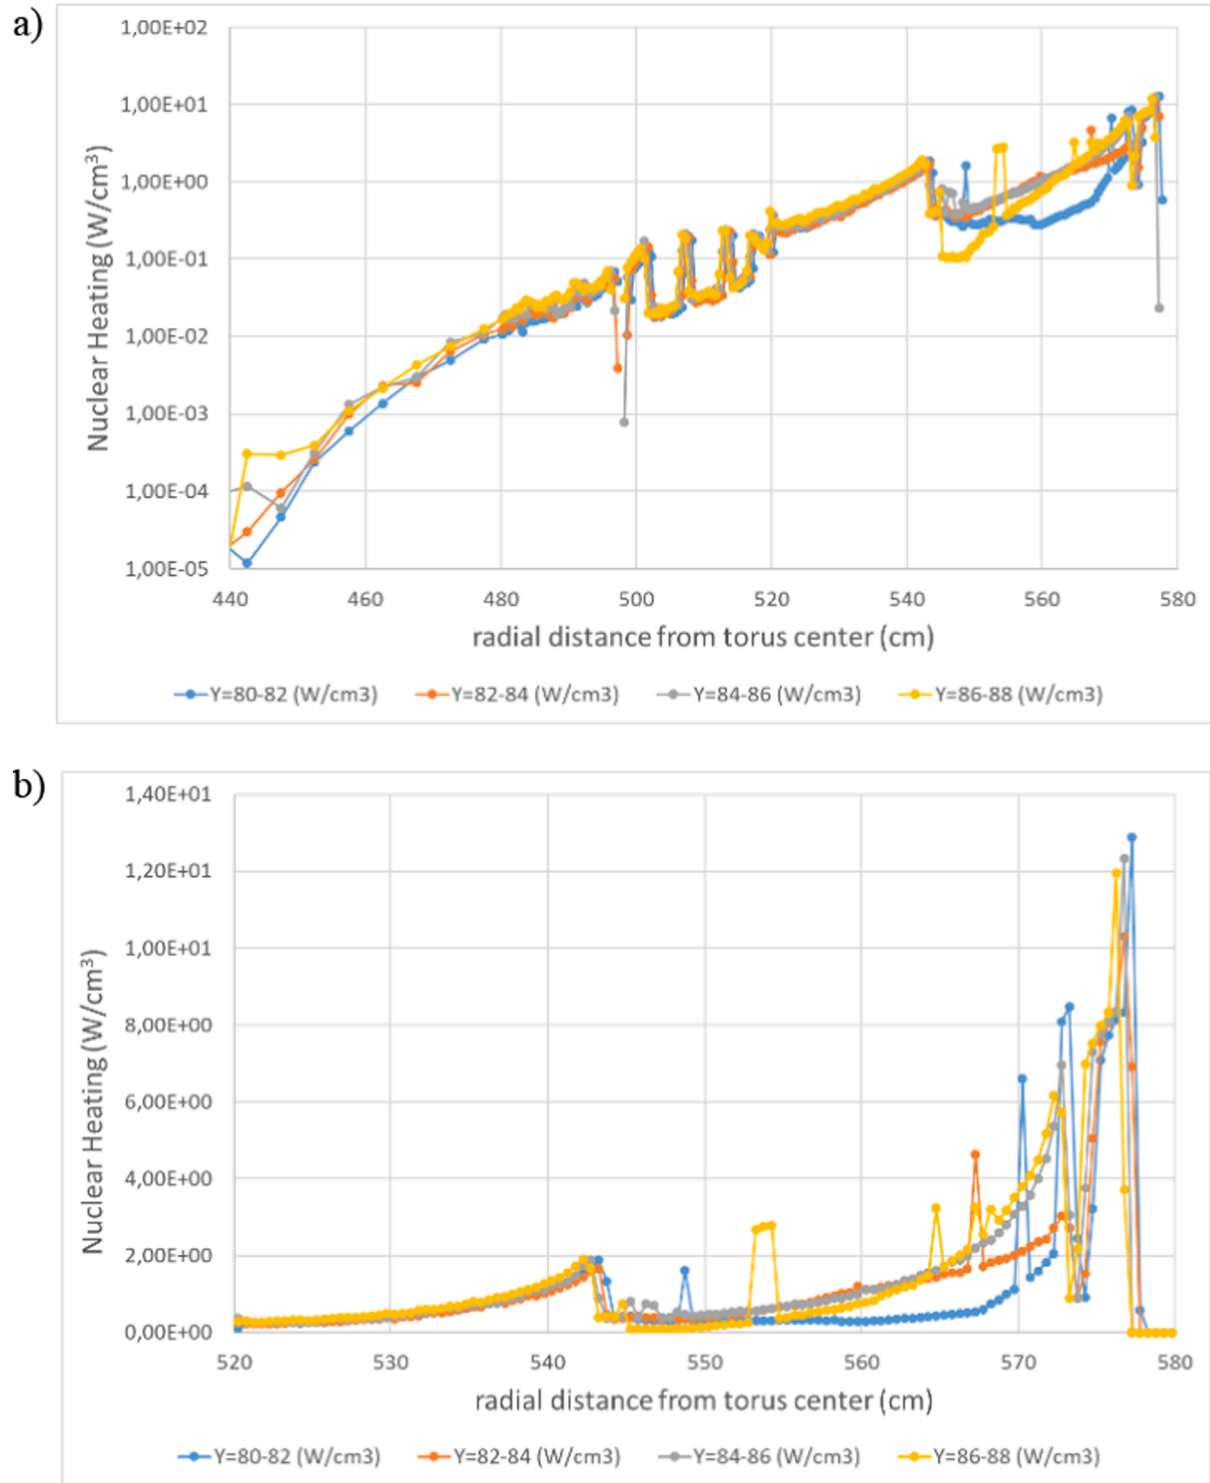 a)
1,00E+02
1,00E+01
1,00E+00
1,00E-01
1,00E-02
1,00E-03
1,00E-04
1,00E-05
Nuclear Heating (W/cm³)
440 460 480 500 520 540 560 580
radial distance from torus center (cm)
Y=80-82 (W/cm3) Y=82-84 (W/cm3) Y=84-86 (W/cm3) Y=86-88 (W/cm3)
b)
1,40E+01
1,20E+01
1,00E+01
8,00E+00
6,00E+00
4,00E+00
2,00E+00
0,00E+00
Nuclear Heating (W/cm³)
520 530 540 550 560 570 580
radial distance from torus center (cm)
Y=80-82 (W/cm3) Y=82-84 (W/cm3) Y=84-86 (W/cm3) Y=86-88 (W/cm3)